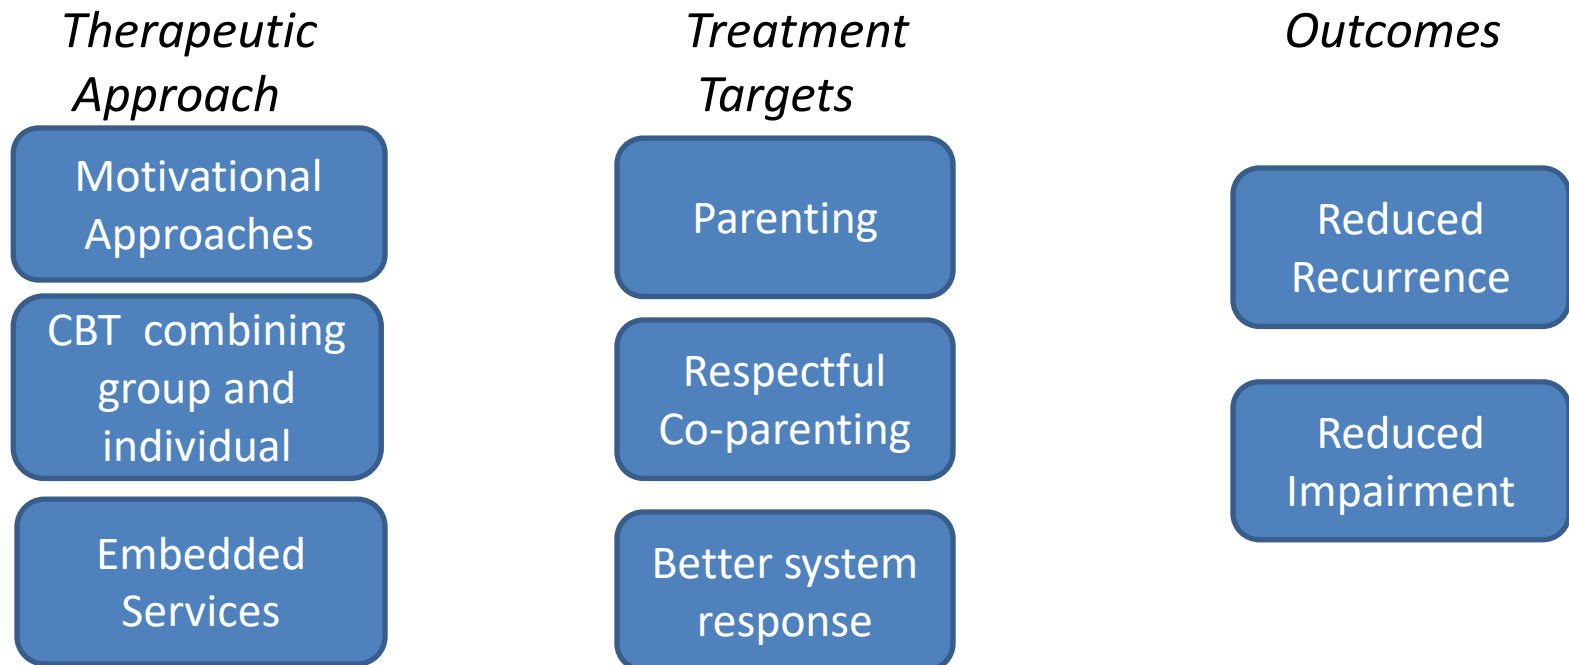 Therapeutic
Approach
Motivational
Approaches
CBT combining
group and
individual
Embedded
Services
Treatment
Targets
Parenting
Respectful
Co-parenting
Better system
response
Outcomes
Reduced
Recurrence
Reduced
Impairment